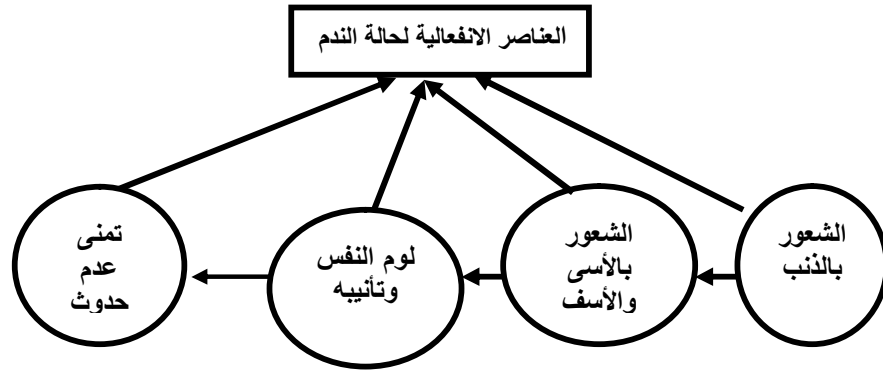 العناصر الانفعالية لحالة الندم
الشعور
بالذنب
الشعور
بالأسى
والأسف
لوم النفس
وتأنيبه
تمنى
عدم
حدوث